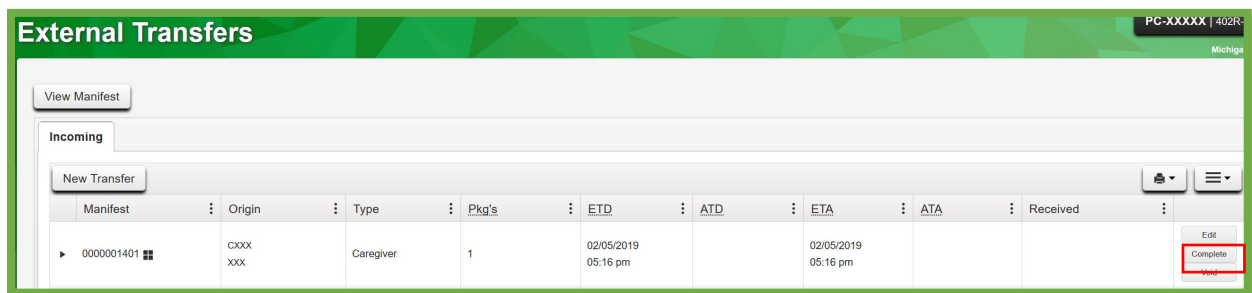 External Transfers
PC-XXXXX | 402R-
Michiga
View Manifest
Incoming
New Transfer
Manifest Origin Type Pkg's ETD ATD ETA ATA Received
0000001401 CXXX XXX Caregiver 1 02/05/2019 05:16 pm 02/05/2019 05:16 pm
Edit
Complete
Void